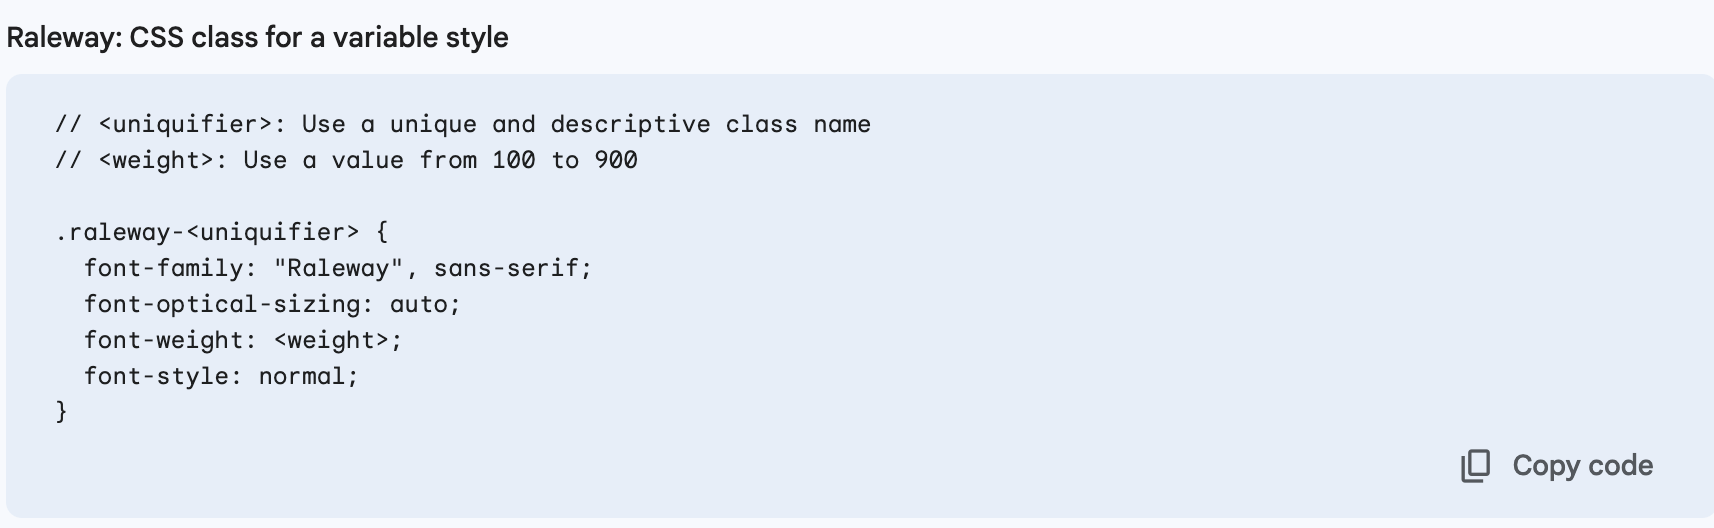 Raleway: CSS class for a variable style
// <uniquifier>: Use a unique and descriptive class name
// <weight>: Use a value from 100 to 900
.raleway-<uniquifier> {
  font-family: "Raleway", sans-serif;
  font-optical-sizing: auto;
  font-weight: <weight>;
  font-style: normal;
}
Copy code